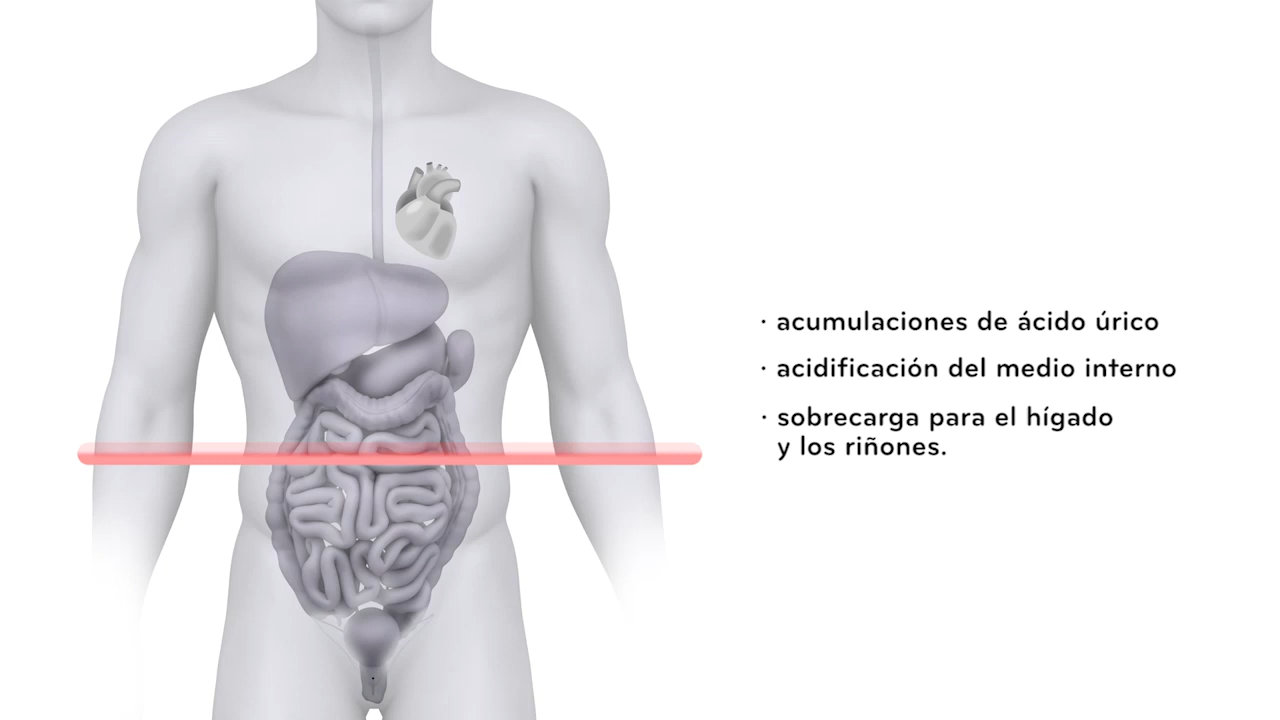 · acumulaciones de ácido úrico
· acidificación del medio interno
· sobrecarga para el hígado
y los riñones.